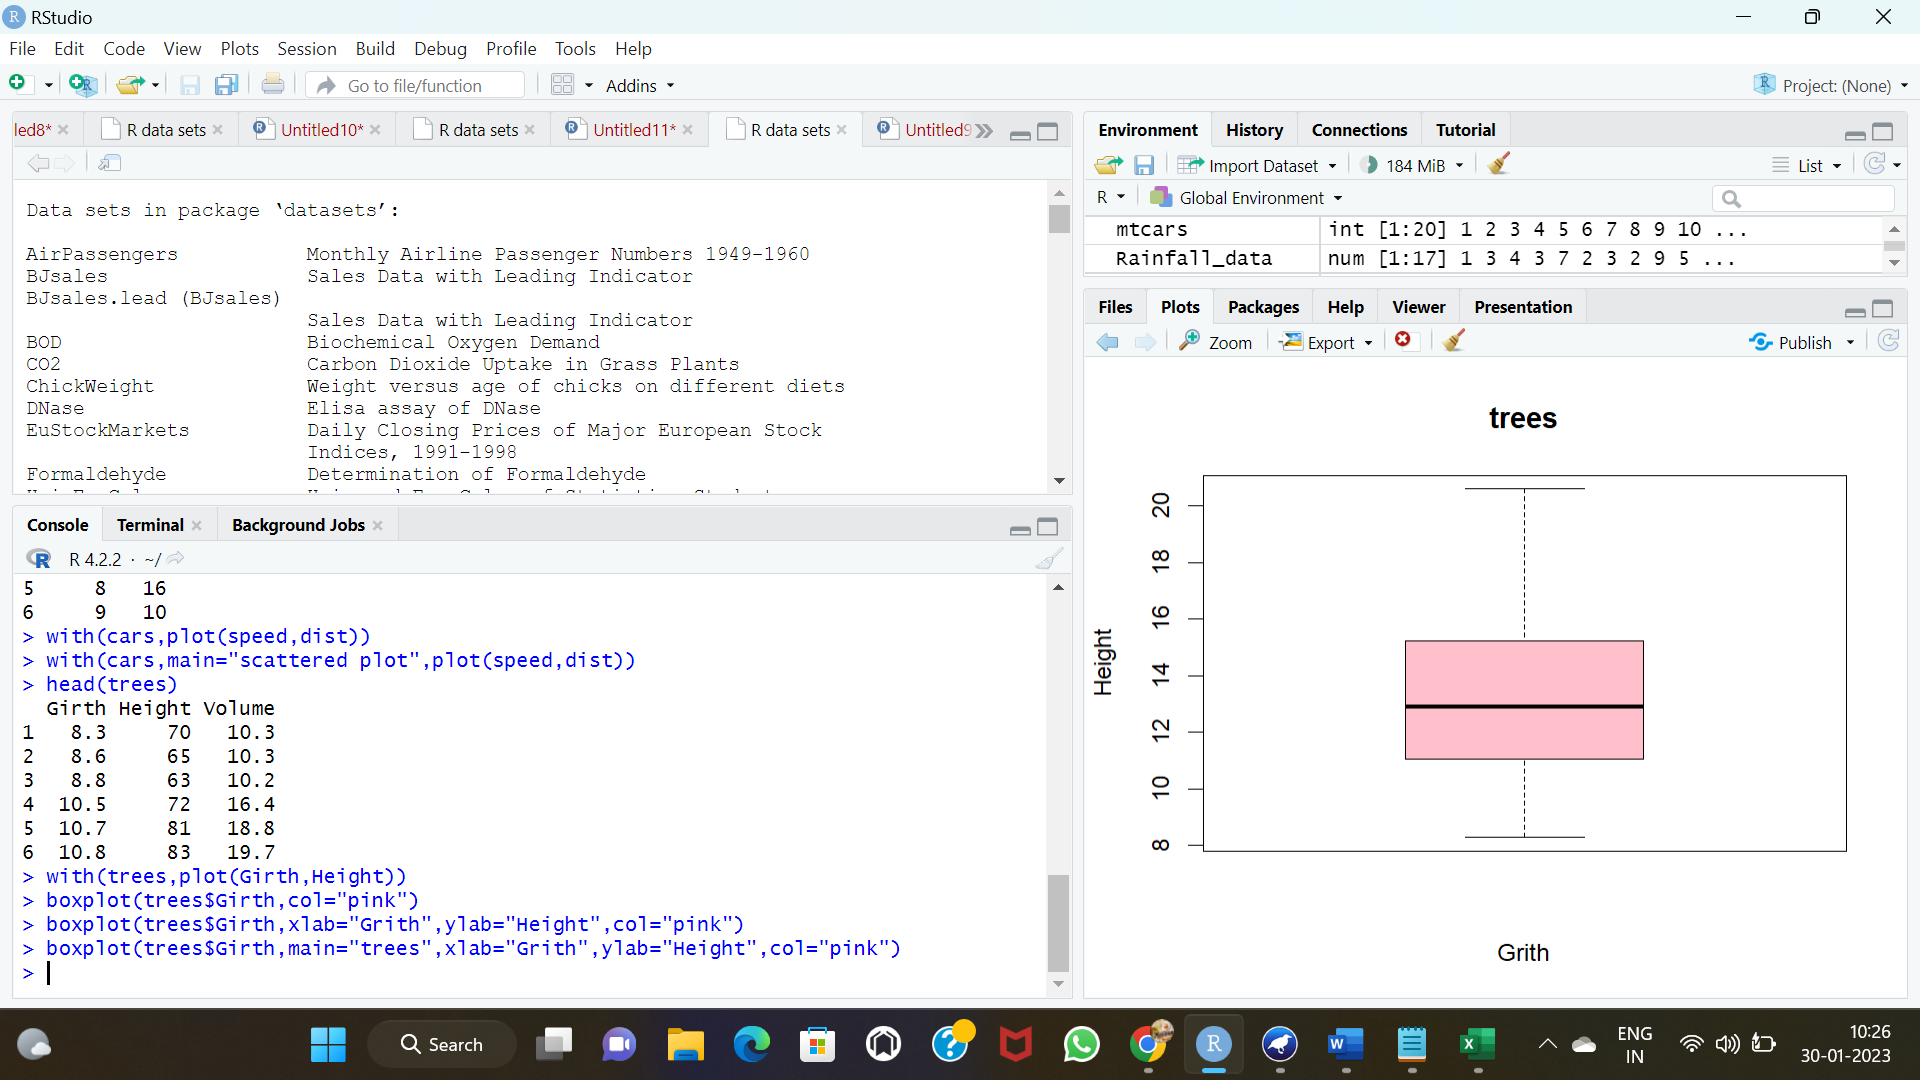 RStudio
File Edit Code View Plots Session Build Debug Profile Tools Help
Go to file/function Addins Project: (None)
led8* R data sets Untitled10* R data sets Untitled11* R data sets Untitled9
Data sets in package ‘datasets’:
AirPassengers Monthly Airline Passenger Numbers 1949-1960
BJsales Sales Data with Leading Indicator
BJsales.lead (BJsales)
Sales Data with Leading Indicator
BOD Biochemical Oxygen Demand
CO2 Carbon Dioxide Uptake in Grass Plants
ChickWeight Weight versus age of chicks on different diets
DNase Elisa assay of DNase
EuStockMarkets Daily Closing Prices of Major European Stock
Indices, 1991-1998
Formaldehyde Determination of Formaldehyde
Console Terminal Background Jobs
R 4.2.2 · ~/
5 8 16
6 9 10
> with(cars,plot(speed,dist))
> with(cars,main="scattered plot",plot(speed,dist))
> head(trees)
Girth Height Volume
1 8.3 70 10.3
2 8.6 65 10.3
3 8.8 63 10.2
4 10.5 72 16.4
5 10.7 81 18.8
6 10.8 83 19.7
> with(trees,plot(Girth,Height))
> boxplot(trees$Girth,col="pink")
> boxplot(trees$Girth,xlab="Grith",ylab="Height",col="pink")
> boxplot(trees$Girth,main="trees",xlab="Grith",ylab="Height",col="pink")
>
Environment History Connections Tutorial
Import Dataset 184 MiB List
R Global Environment
mtcars int [1:20] 1 2 3 4 5 6 7 8 9 10 ...
Rainfall_data num [1:17] 1 3 4 3 7 2 3 2 9 5 ...
Files Plots Packages Help Viewer Presentation
Zoom Export Publish
trees
Height
20
18
16
14
12
10
8
Grith
Search
ENG
IN
10:26
30-01-2023